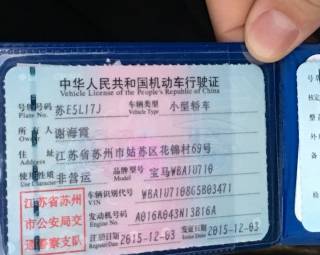 中华人民共和国机动车行驶证
Vehicle License of the People's Republic of China
号牌号码 苏E5L17J 车辆类型 小型轿车
Plate No. Vehicle Type
所有人 谢海霞
Owner
住址 江苏省苏州市姑苏区花锦村69号
使用性质 非营运 品牌型号 宝马WBA1U710
Use Character
江苏省苏州市公安局交通警察支队
车辆识别代号 WBA1U7108G5B03471
VIN
发动机号码 A016A043N13B16A
Engine No.
注册日期 2015-12-03 发证日期 2015-12-03
Register Date Issue Date